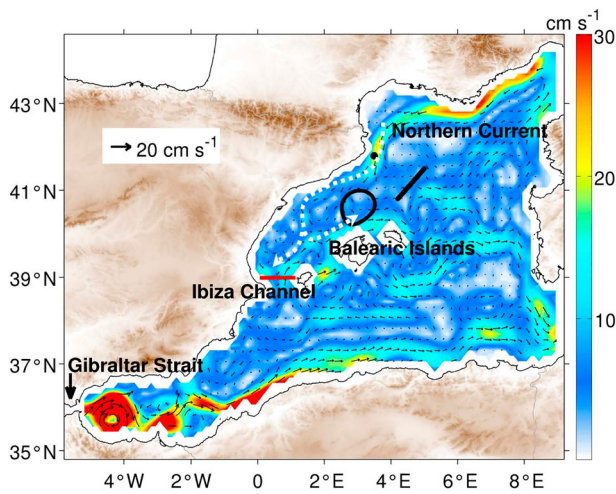 cm s⁻¹
30
20
10
43°N
41°N
39°N
37°N
35°N
20 cm s⁻¹
Northern Current
Balearic Islands
Ibiza Channel
Gibraltar Strait
4°W
2°W
0
2°E
4°E
6°E
8°E